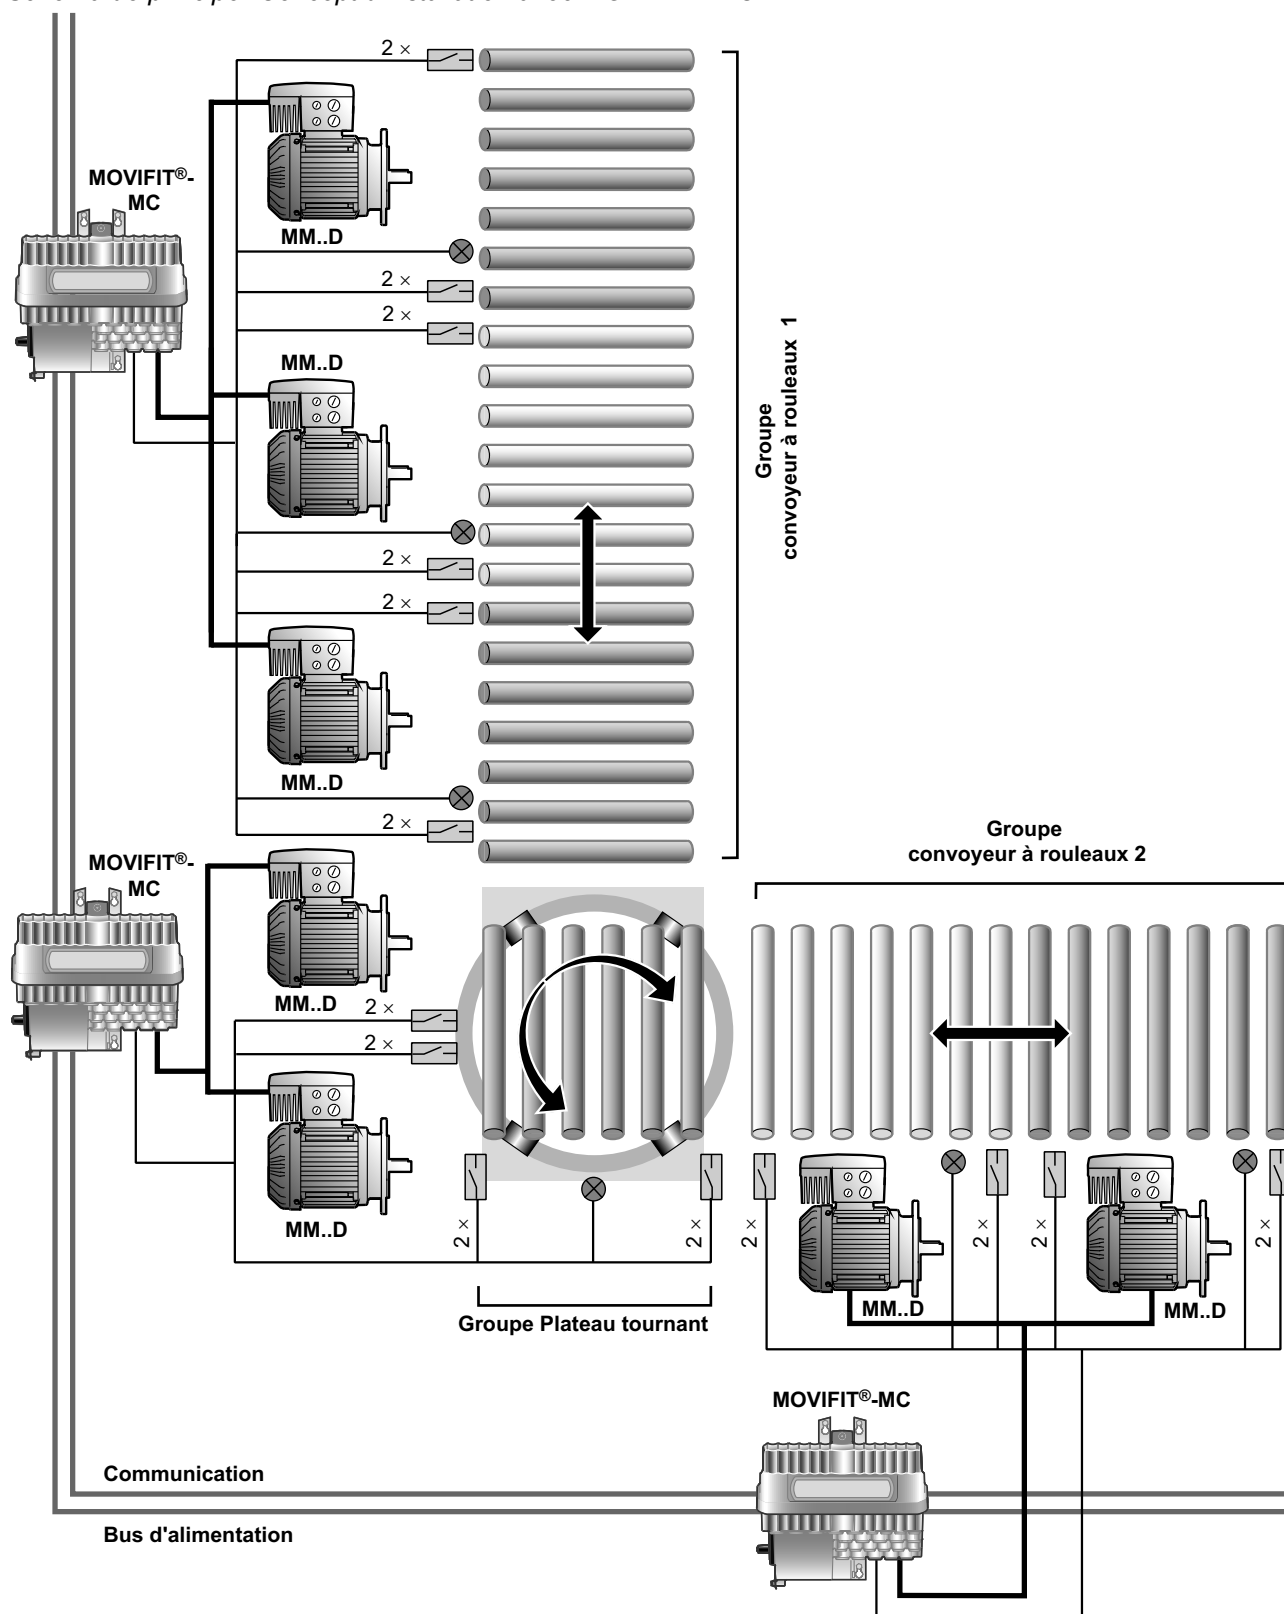 2 ×
MOVIFIT®-
MC
MM..D
2 ×
2 ×
MM..D
Groupe
convoyeur à rouleaux 1
2 ×
2 ×
MM..D
2 ×
Groupe
convoyeur à rouleaux 2
MOVIFIT®-
MC
MM..D
2 ×
2 ×
MM..D
2 ×
2 ×
2 ×
2 ×
2 ×
2 ×
MM..D
MM..D
Groupe Plateau tournant
MOVIFIT®-MC
Communication
Bus d'alimentation